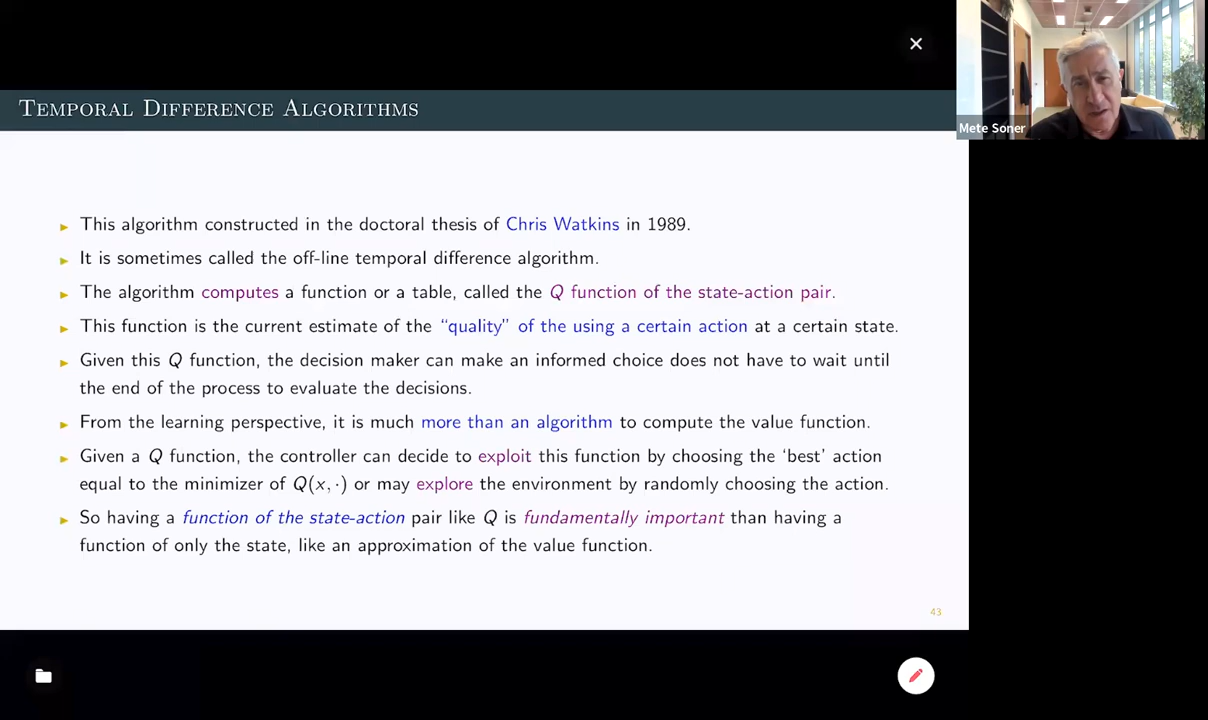 TEMPORAL DIFFERENCE ALGORITHMS
Mete Soner
This algorithm constructed in the doctoral thesis of Chris Watkins in 1989.
It is sometimes called the off-line temporal difference algorithm.
The algorithm computes a function or a table, called the Q function of the state-action pair.
This function is the current estimate of the “quality” of the using a certain action at a certain state.
Given this Q function, the decision maker can make an informed choice does not have to wait until
the end of the process to evaluate the decisions.
From the learning perspective, it is much more than an algorithm to compute the value function.
Given a Q function, the controller can decide to exploit this function by choosing the ‘best’ action
equal to the minimizer of Q(x, ·) or may explore the environment by randomly choosing the action.
So having a function of the state-action pair like Q is fundamentally important than having a
function of only the state, like an approximation of the value function.
43